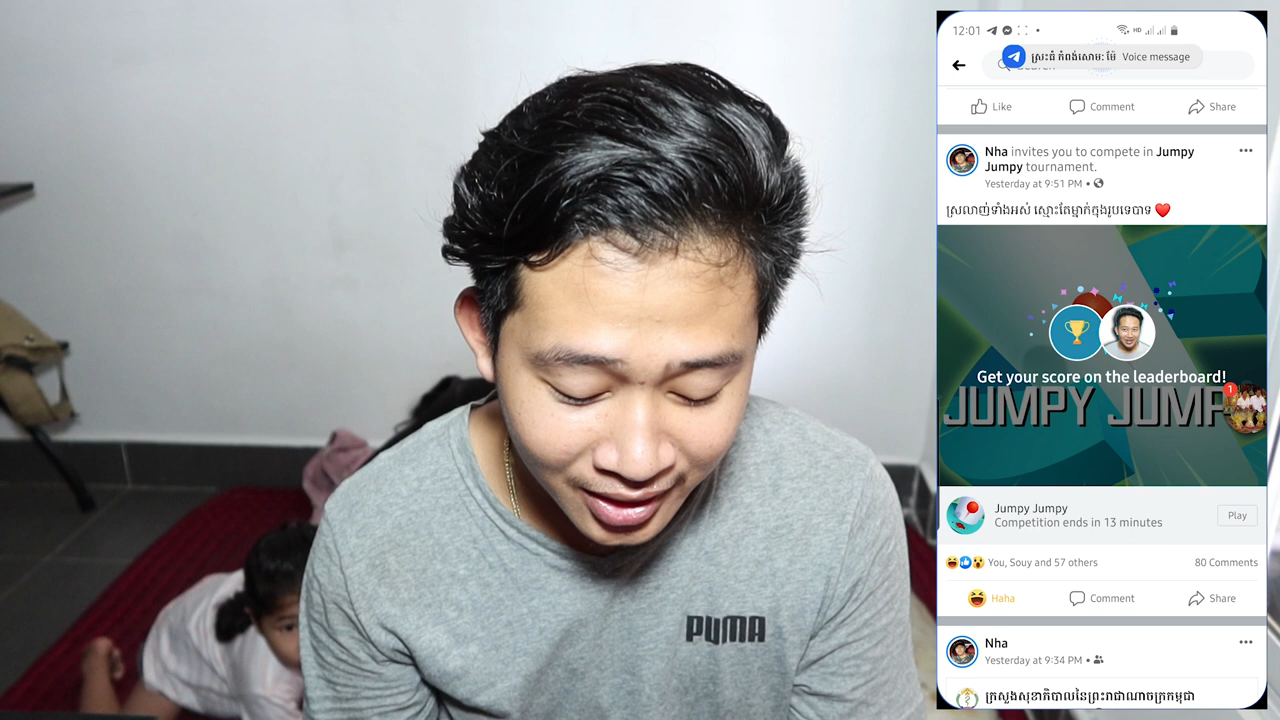 PUMA
12:01
HD
ស្រះធំ កំពង់សោម: ម៉ែ Voice message
Search
Like Comment Share
Nha invites you to compete in Jumpy
Jumpy tournament.
Yesterday at 9:51 PM
ស្រលាញ់ទាំងអស់ ស្មោះតែម្នាក់ក្នុងរូបទេបាទ
Get your score on the leaderboard!
1
JUMPY JUMP
Jumpy Jumpy
Competition ends in 13 minutes
Play
You, Souy and 57 others 80 Comments
Haha Comment Share
Nha
Yesterday at 9:34 PM
ក្រសួងសុខាភិបាលនៃព្រះរាជាណាចក្រកម្ពុជា